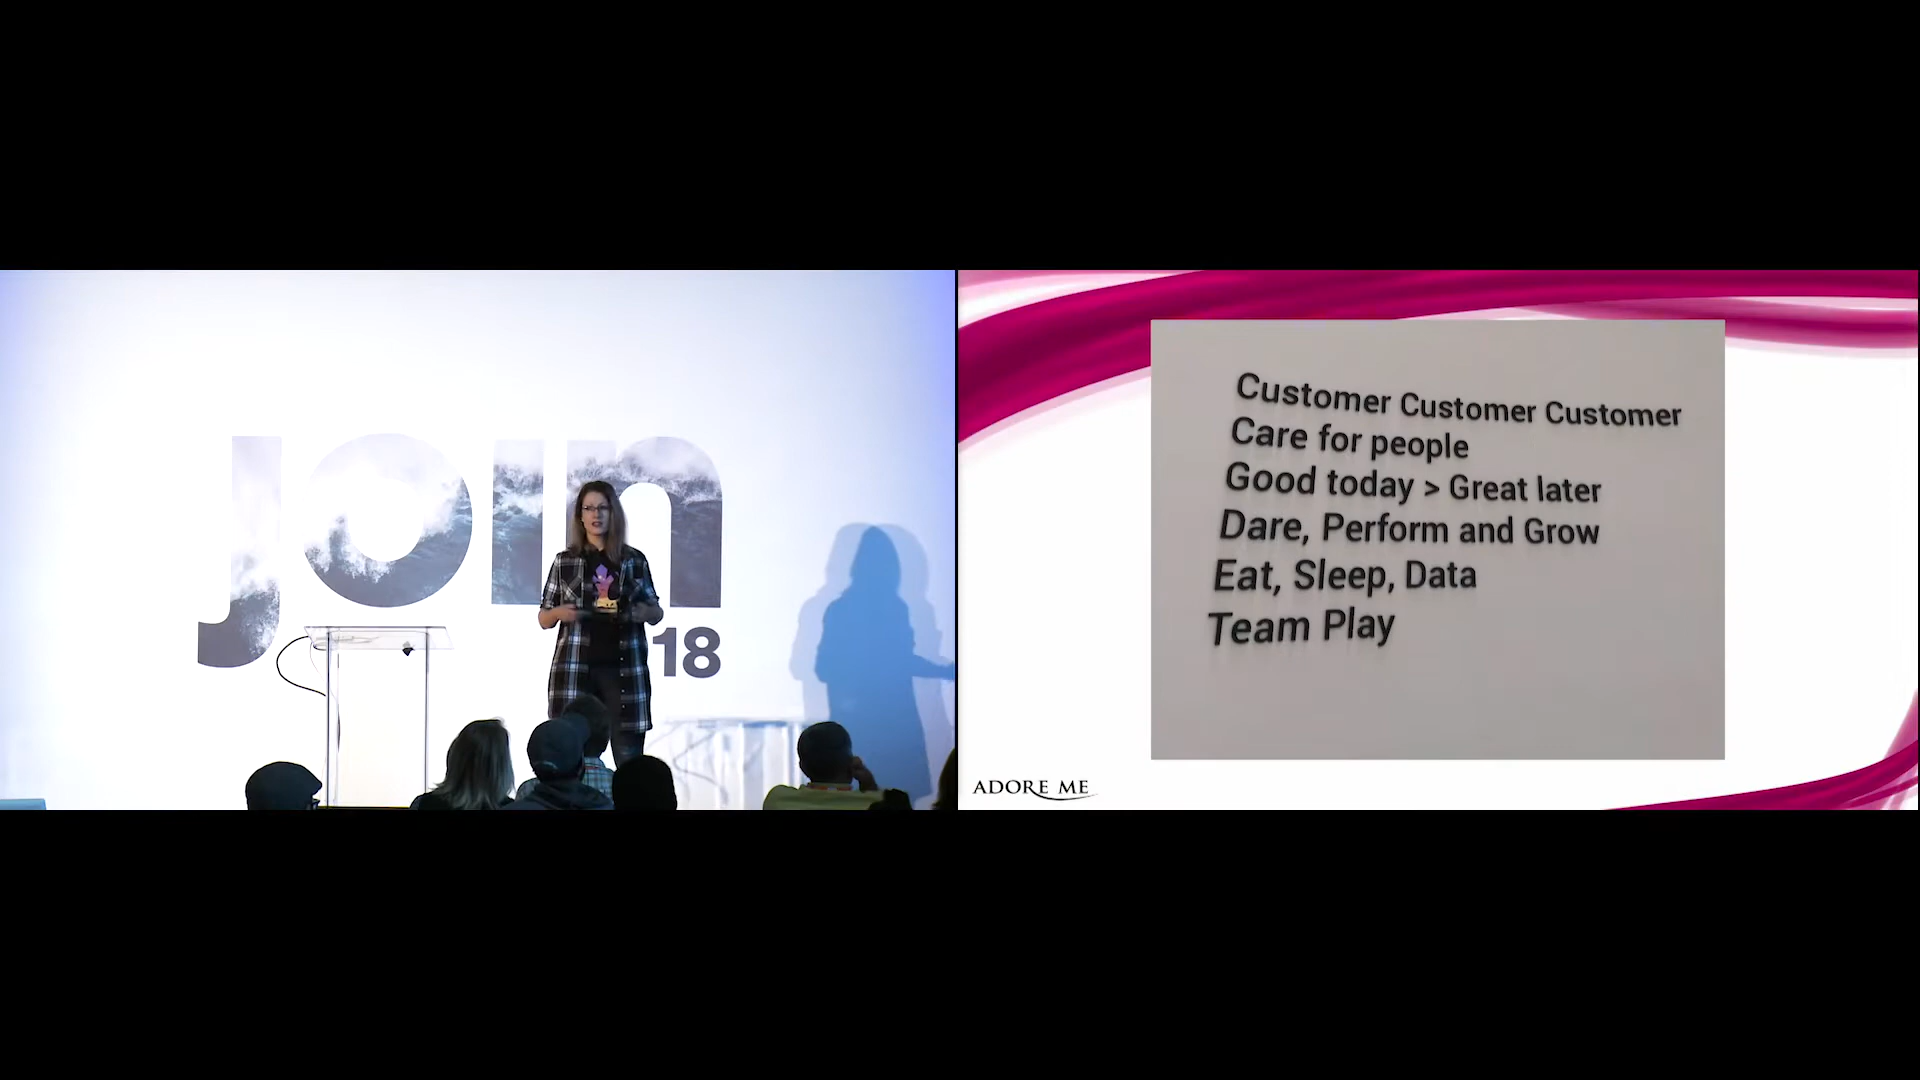 join
18
Customer Customer Customer
Care for people
Good today > Great later
Dare, Perform and Grow
Eat, Sleep, Data
Team Play
ADORE ME